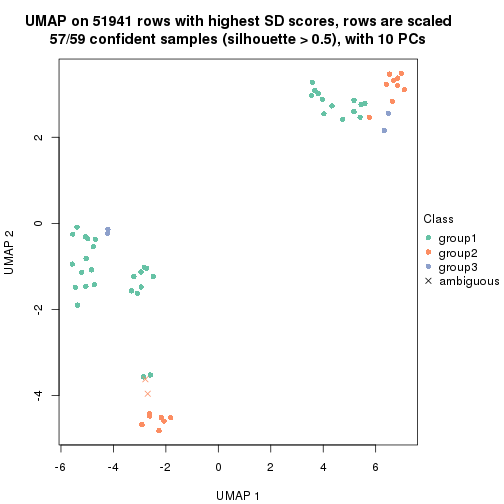 UMAP on 51941 rows with highest SD scores, rows are scaled
57/59 confident samples (silhouette > 0.5), with 10 PCs
UMAP 2
2
0
-2
-4
Class
group1
group2
group3
ambiguous
-6 -4 -2 0 2 4 6
UMAP 1